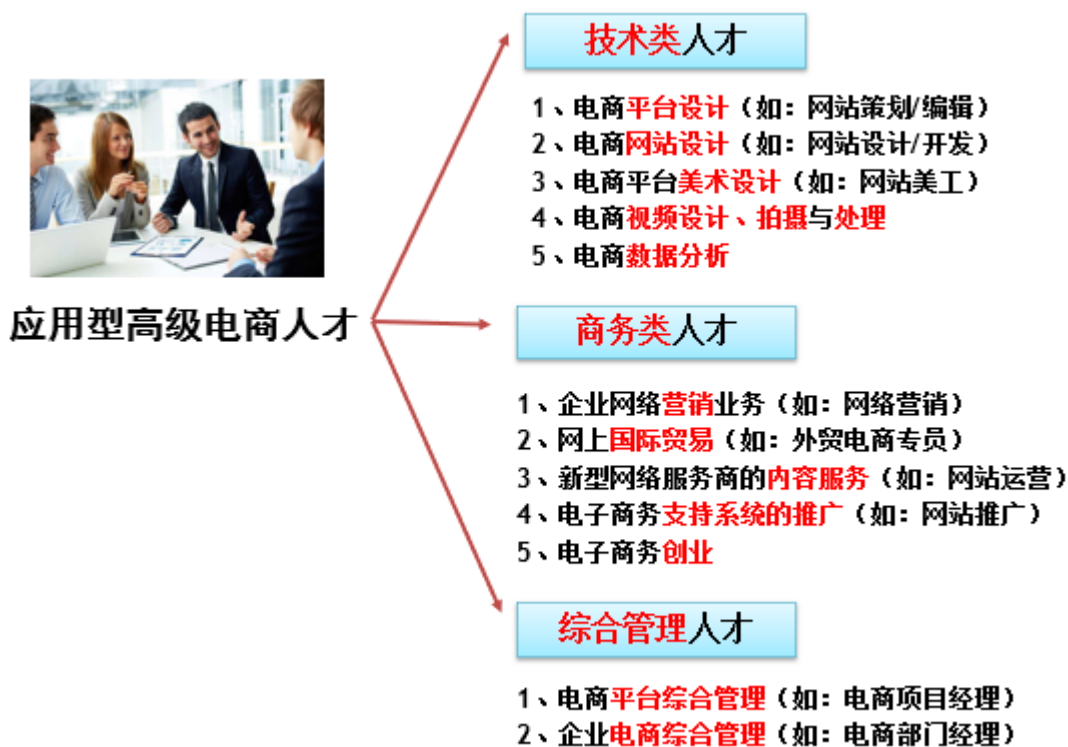 技术类人才
1、电商平台设计（如：网站策划/编辑）
2、电商网站设计（如：网站设计/开发）
3、电商平台美术设计（如：网站美工）
4、电商视频设计、拍摄与处理
5、电商数据分析
应用型高级电商人才
商务类人才
1、企业网络营销业务（如：网络营销）
2、网上国际贸易（如：外贸电商专员）
3、新型网络服务商的内容服务（如：网站运营）
4、电子商务支持系统的推广（如：网站推广）
5、电子商务创业
综合管理人才
1、电商平台综合管理（如：电商项目经理）
2、企业电商综合管理（如：电商部门经理）